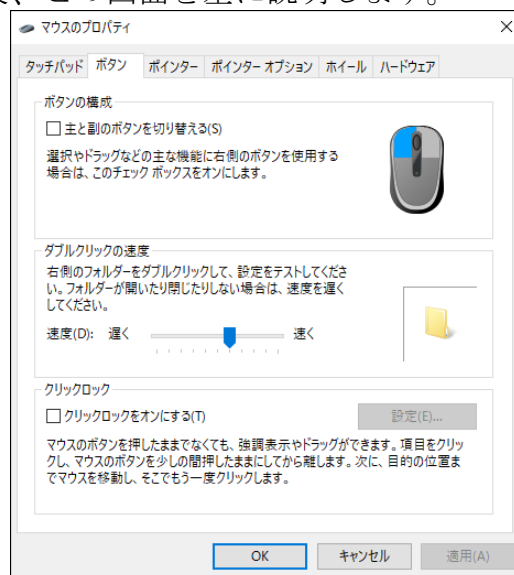 この画面を基に説明します。
マウスのプロパティ
タッチパッド ボタン ポインター ポインター オプション ホイール ハードウェア
ボタンの構成
主と副のボタンを切り替える(S)
選択やドラッグなどの主な機能に右側のボタンを使用する
場合は、このチェック ボックスをオンにします。
ダブルクリックの速度
右側のフォルダーをダブルクリックして、設定をテストしてくださ
い。フォルダーが開いたり閉じたりしない場合は、速度を遅く
してください。
速度(D): 遅く 速く
クリックロック
クリックロックをオンにする(T)
設定(E)...
マウスのボタンを押したままでなくても、強調表示やドラッグができます。項目をクリッ
クし、マウスのボタンを少しの間押したままにしてから離します。次に、目的の位置ま
でマウスを移動し、そこでもう一度クリックします。
OK キャンセル 適用(A)